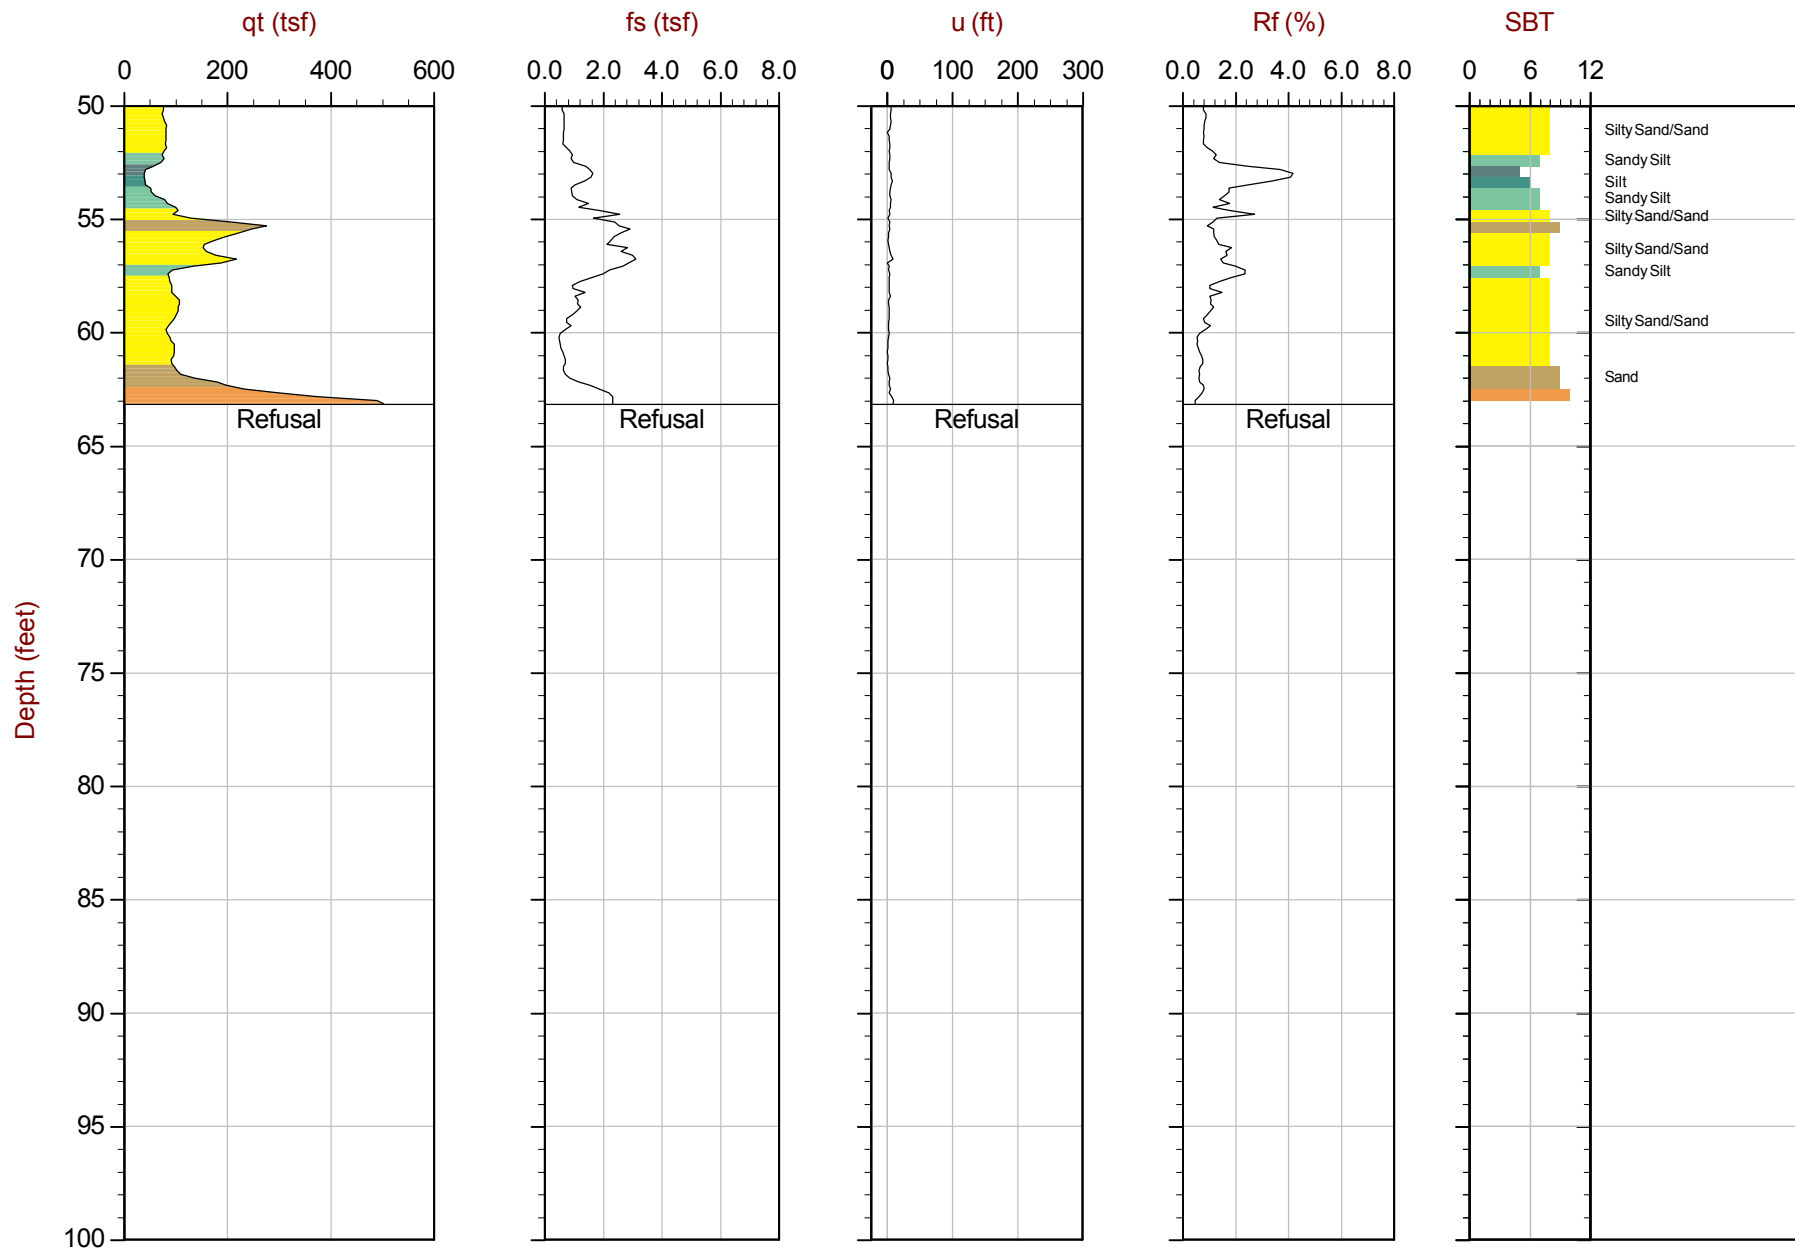 qt (tsf) fs (tsf) u (ft) Rf (%) SBT
0 200 400 600 0.0 2.0 4.0 6.0 8.0 0 100 200 300 0.0 2.0 4.0 6.0 8.0 0 6 12
50
Silty Sand/Sand
Sandy Silt
Silt
Sandy Silt
Silty Sand/Sand
55
Silty Sand/Sand
Sandy Silt
Silty Sand/Sand
60
Sand
Refusal Refusal Refusal Refusal
65
70
Depth (feet)
75
80
85
90
95
100